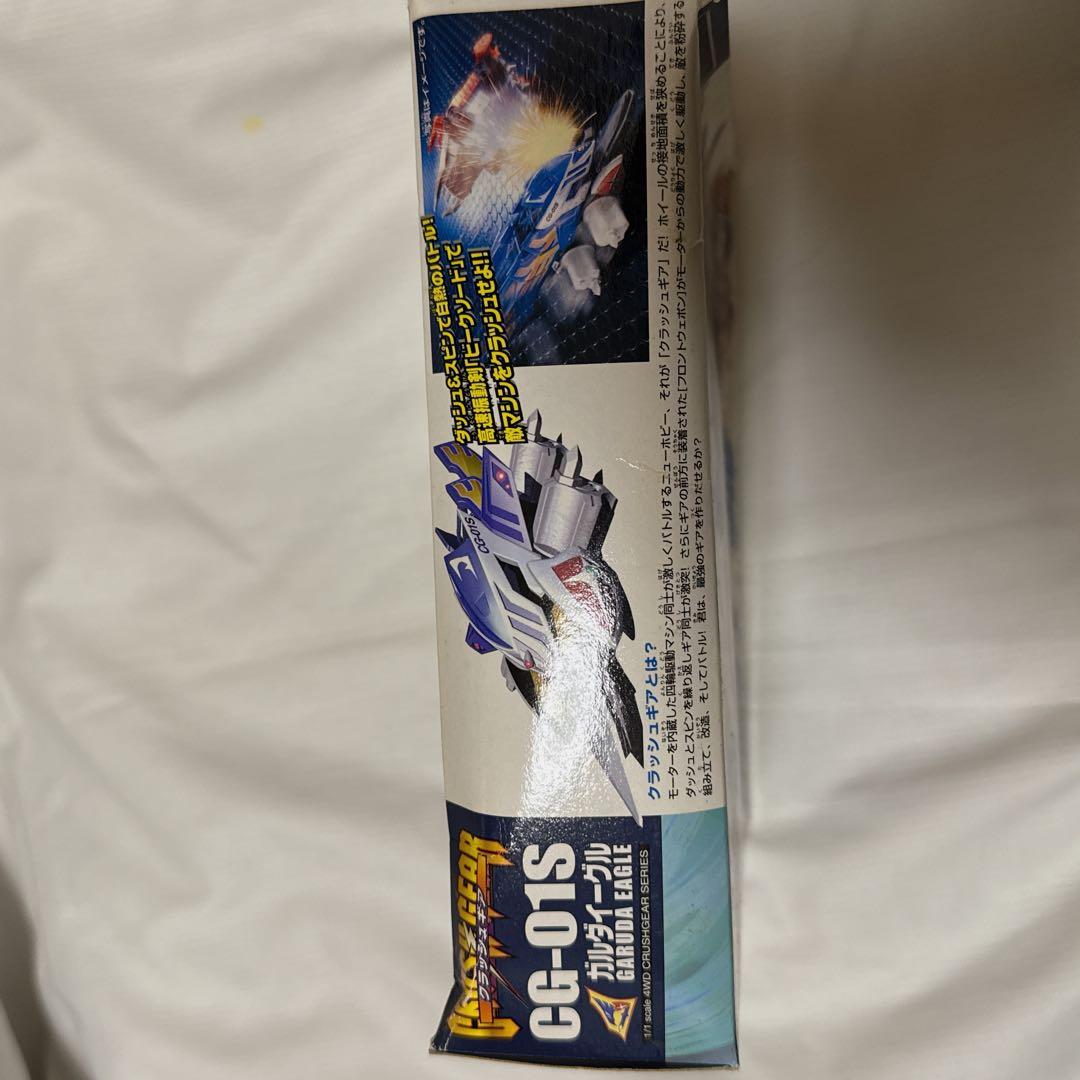 CRUSH GEAR
クラッシュギア
CG-01S
ガルダイーグル
GARUDA EAGLE
1/1 scale 4WD CRUSHGEAR SERIES
CG-01S
ダッシュ&スピンで白熱のバトル!
高速振動剣「ビークソード」で
敵マシンをクラッシュせよ!!
※写真はイメージです。
クラッシュギアとは?
モーターを内蔵した四輪駆動マシン同士が激しくバトルするニューホビー、それが「クラッシュギア」だ! ホイールの接地面積を狭めることにより、
ダッシュとスピンを繰り返しギア同士が激突! さらにギアの前方に装着された[フロントウェポン]がモーターからの動力で激しく駆動し、敵を粉砕する
組み立て、改造、そしてバトル! 君は、最強のギアを作りだせるか?